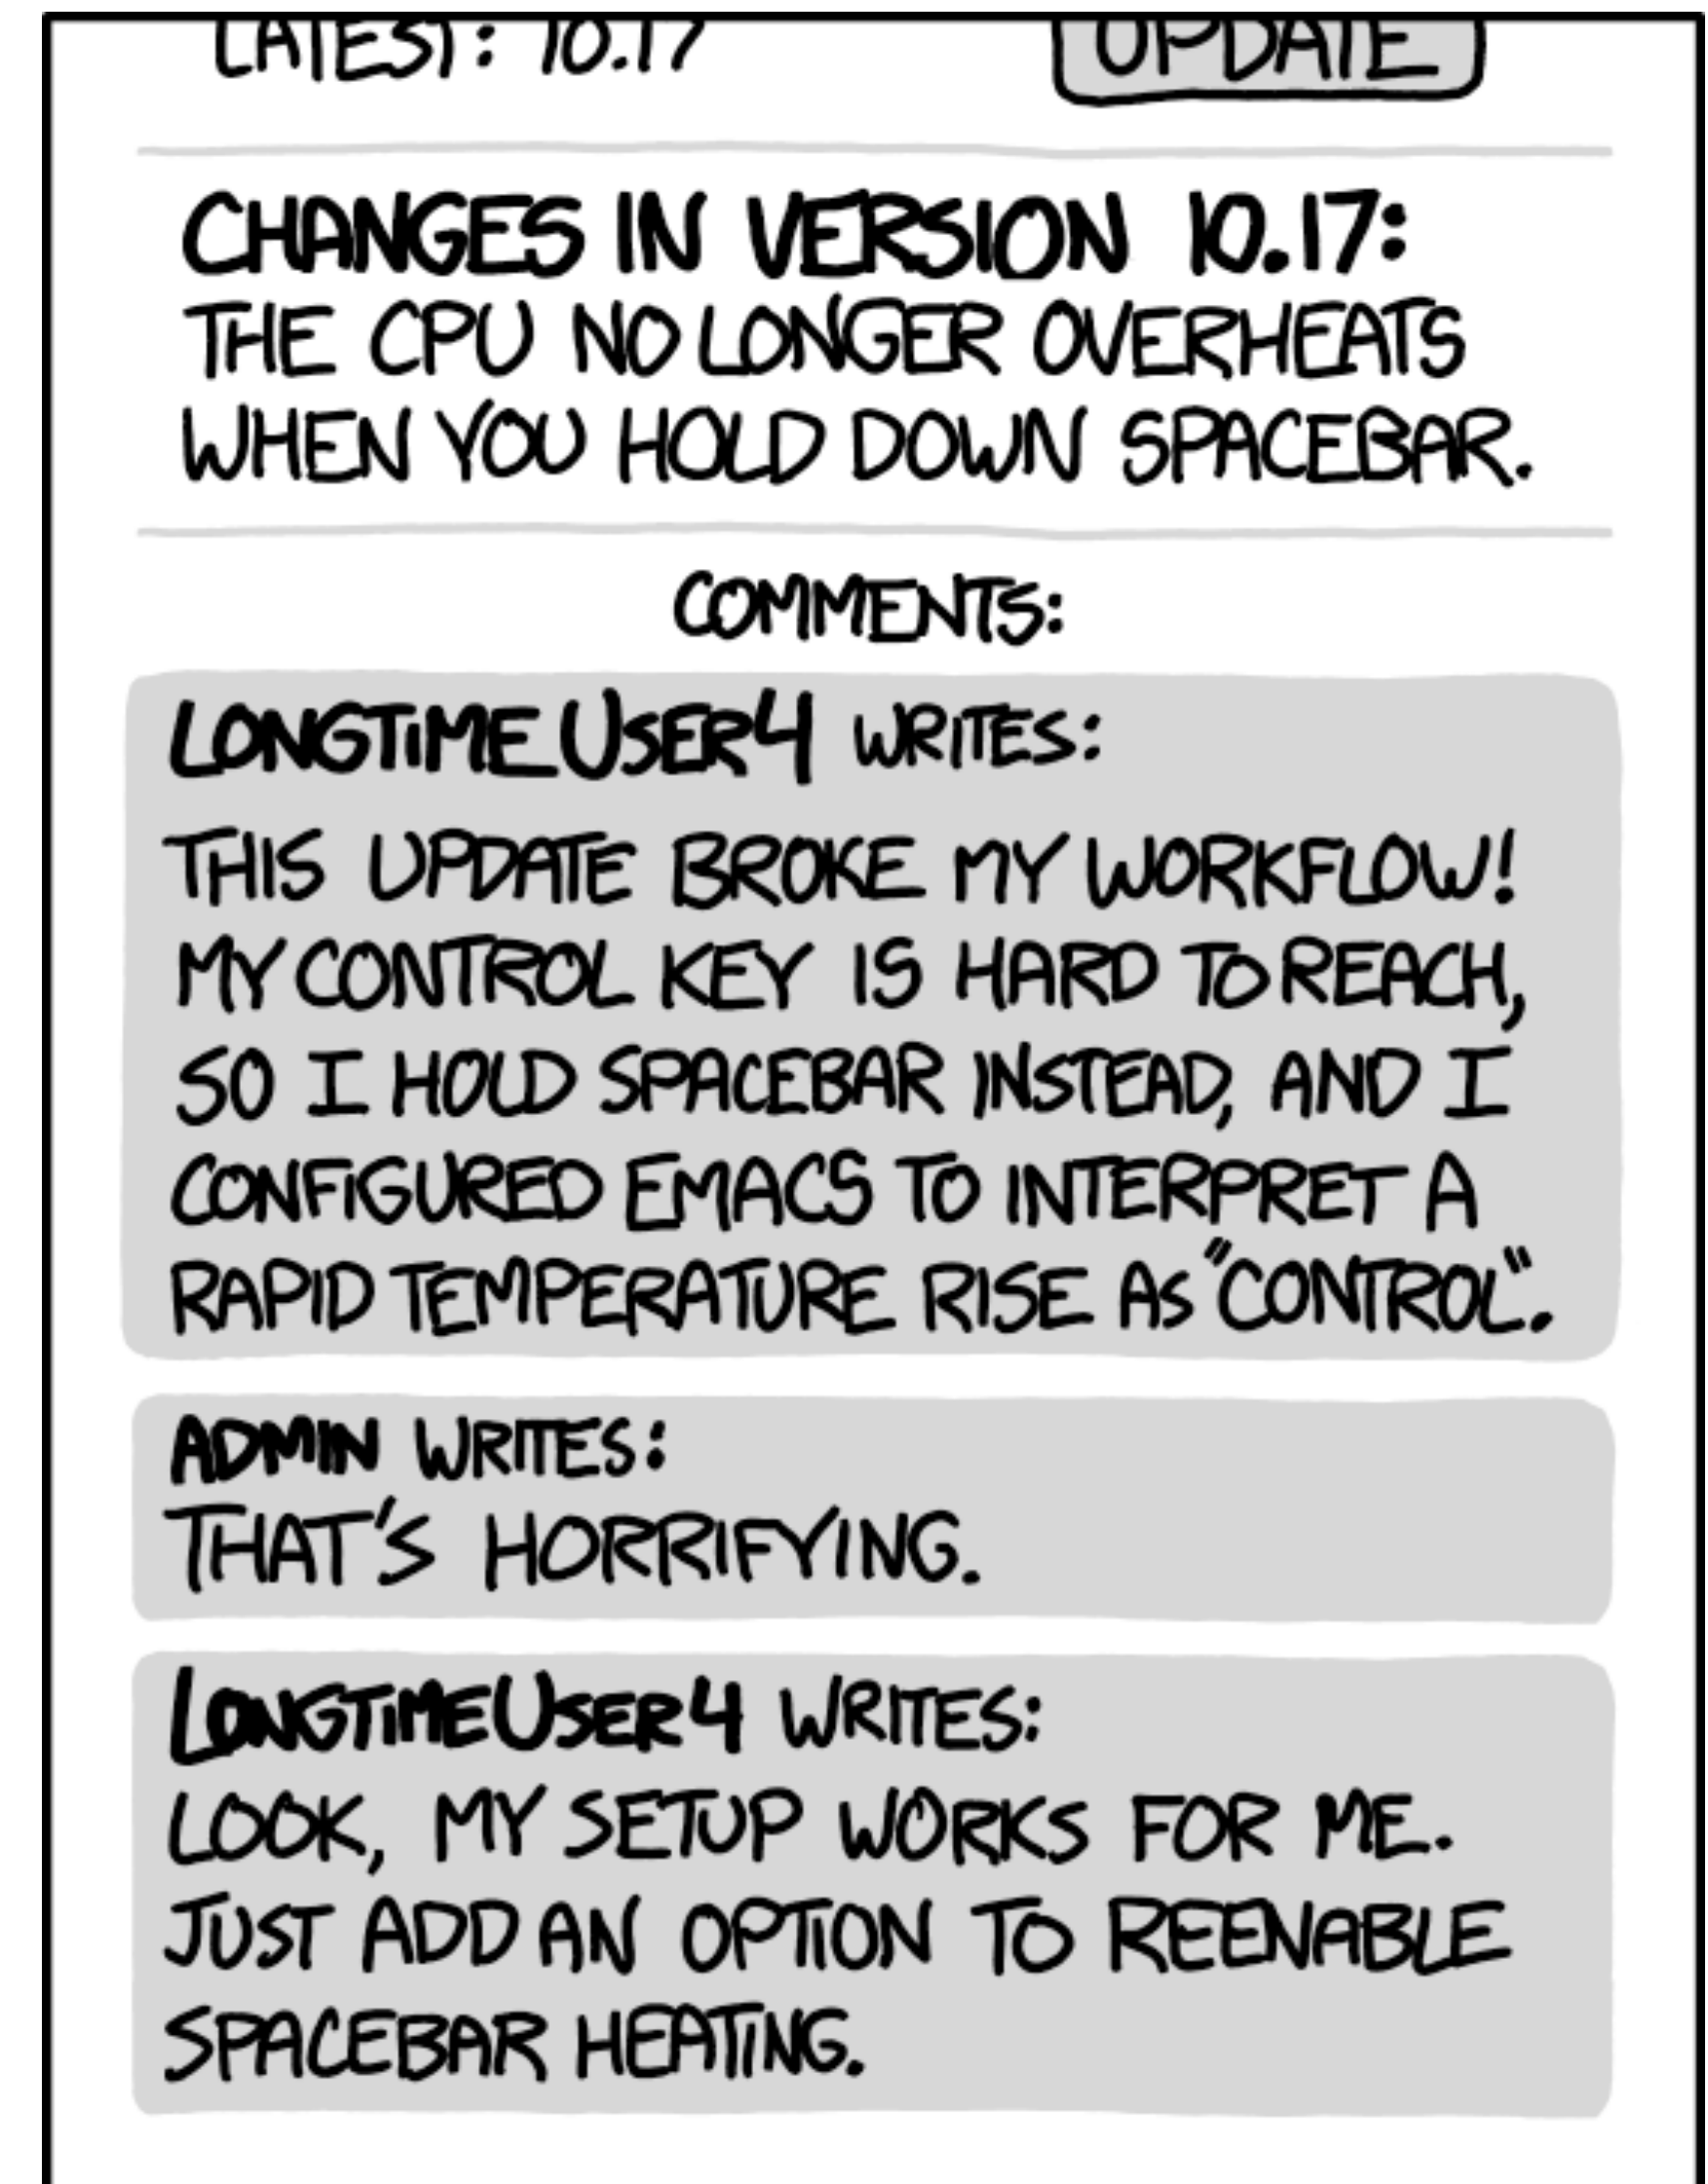 LATEST: 10.17 UPDATE
CHANGES IN VERSION 10.17:
THE CPU NO LONGER OVERHEATS
WHEN YOU HOLD DOWN SPACEBAR.
COMMENTS:
LONGTIMEUSER4 WRITES:
THIS UPDATE BROKE MY WORKFLOW!
MY CONTROL KEY IS HARD TO REACH,
SO I HOLD SPACEBAR INSTEAD, AND I
CONFIGURED EMACS TO INTERPRET A
RAPID TEMPERATURE RISE AS "CONTROL".
ADMIN WRITES:
THAT'S HORRIFYING.
LONGTIMEUSER4 WRITES:
LOOK, MY SETUP WORKS FOR ME.
JUST ADD AN OPTION TO REENABLE
SPACEBAR HEATING.